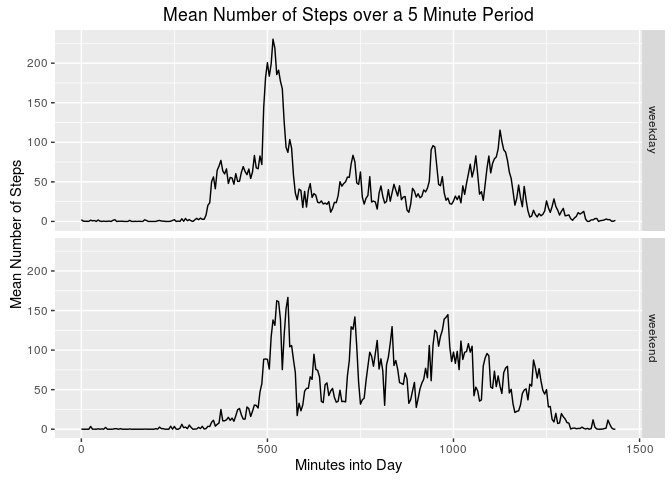 Mean Number of Steps over a 5 Minute Period
Mean Number of Steps
200
150
100
50
0
weekday
200
150
100
50
0
weekend
0 500 1000 1500
Minutes into Day